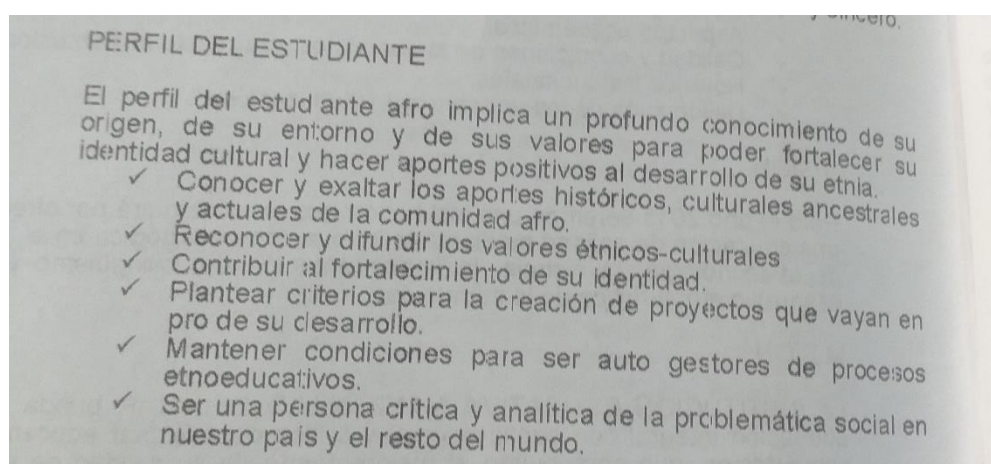 PERFIL DEL ESTUDIANTE
El perfil del estudiante afro implica un profundo conocimiento de su
origen, de su entorno y de sus valores para poder fortalecer su
identidad cultural y hacer aportes positivos al desarrollo de su etnia.
✓ Conocer y exaltar los aportes históricos, culturales ancestrales
y actuales de la comunidad afro.
✓ Reconocer y difundir los valores étnicos-culturales
✓ Contribuir al fortalecimiento de su identidad.
✓ Plantear criterios para la creación de proyectos que vayan en
pro de su desarrollo.
✓ Mantener condiciones para ser auto gestores de procesos
etnoeducativos.
✓ Ser una persona crítica y analítica de la problemática social en
nuestro país y el resto del mundo.